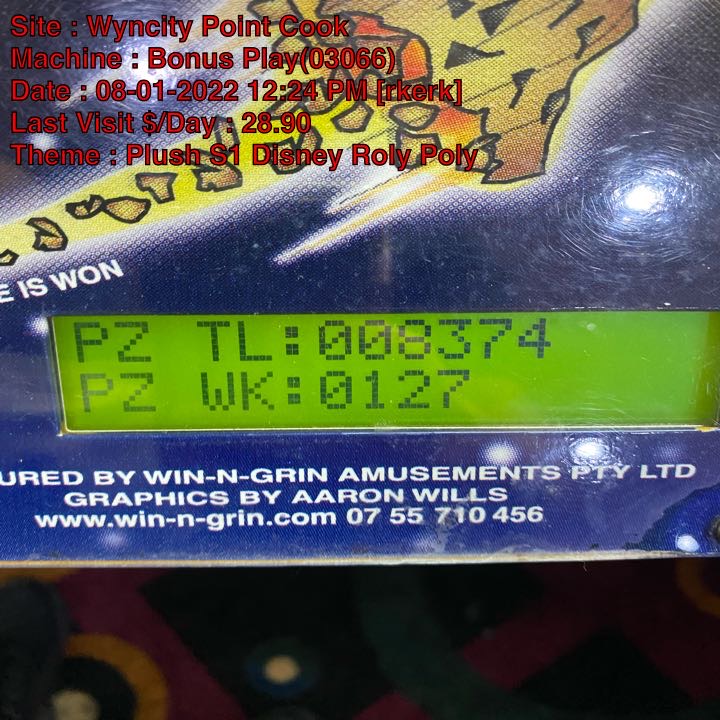 Site : Wyncity Point Cook
Machine : Bonus Play(03066)
Date : 08-01-2022 12:24 PM [rkerk]
Last Visit $/Day : 28.90
Theme : Plush S1 Disney Roly Poly
E IS WON
PZ TL:008374
PZ WK:0127
URED BY WIN-N-GRIN AMUSEMENTS PTY LTD
GRAPHICS BY AARON WILLS
www.win-n-grin.com 07 55 710 456